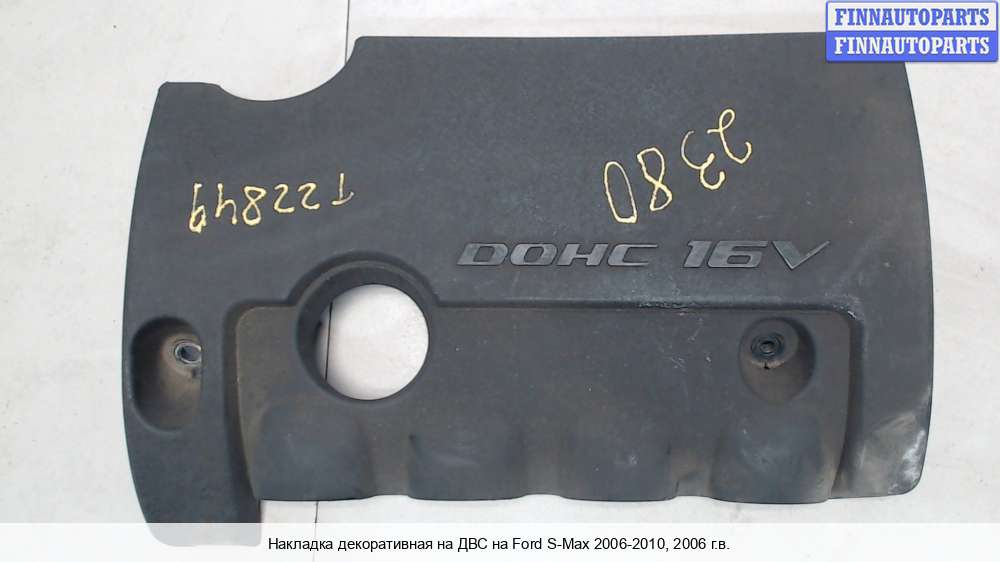 FINNAUTOPARTS
FINNAUTOPARTS
2380
T22849
DOHC 16V
Накладка декоративная на ДВС на Ford S-Max 2006-2010, 2006 г.в.